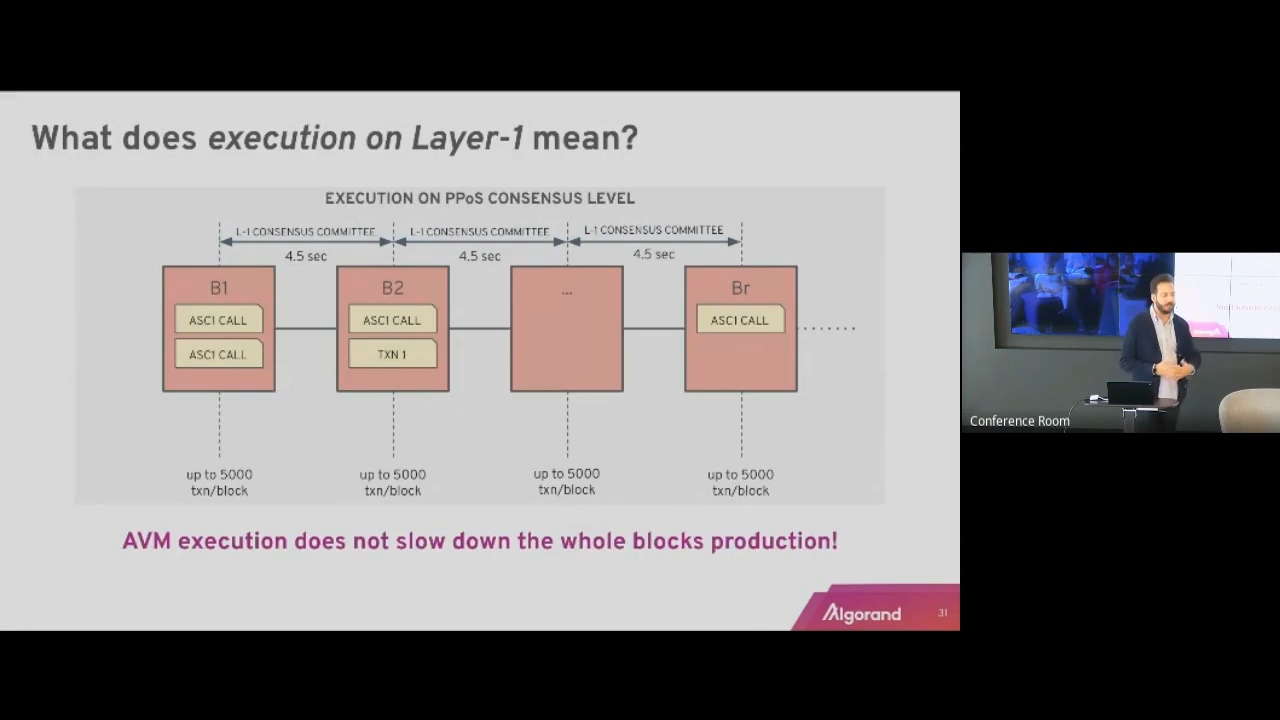 What does execution on Layer-1 mean?
EXECUTION ON PPoS CONSENSUS LEVEL
L-1 CONSENSUS COMMITTEE
L-1 CONSENSUS COMMITTEE
L-1 CONSENSUS COMMITTEE
4.5 sec
4.5 sec
4.5 sec
B1
B2
...
Br
ASC1 CALL
ASC1 CALL
ASC1 CALL
ASC1 CALL
TXN 1
up to 5000
txn/block
up to 5000
txn/block
up to 5000
txn/block
up to 5000
txn/block
AVM execution does not slow down the whole blocks production!
Algorand
31
Conference Room